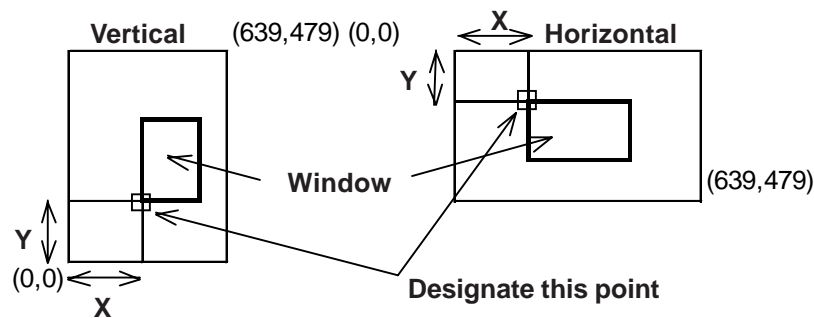 Vertical (639,479) (0,0) X Horizontal
Y
Window
(639,479)
Y
(0,0)
X
Designate this point